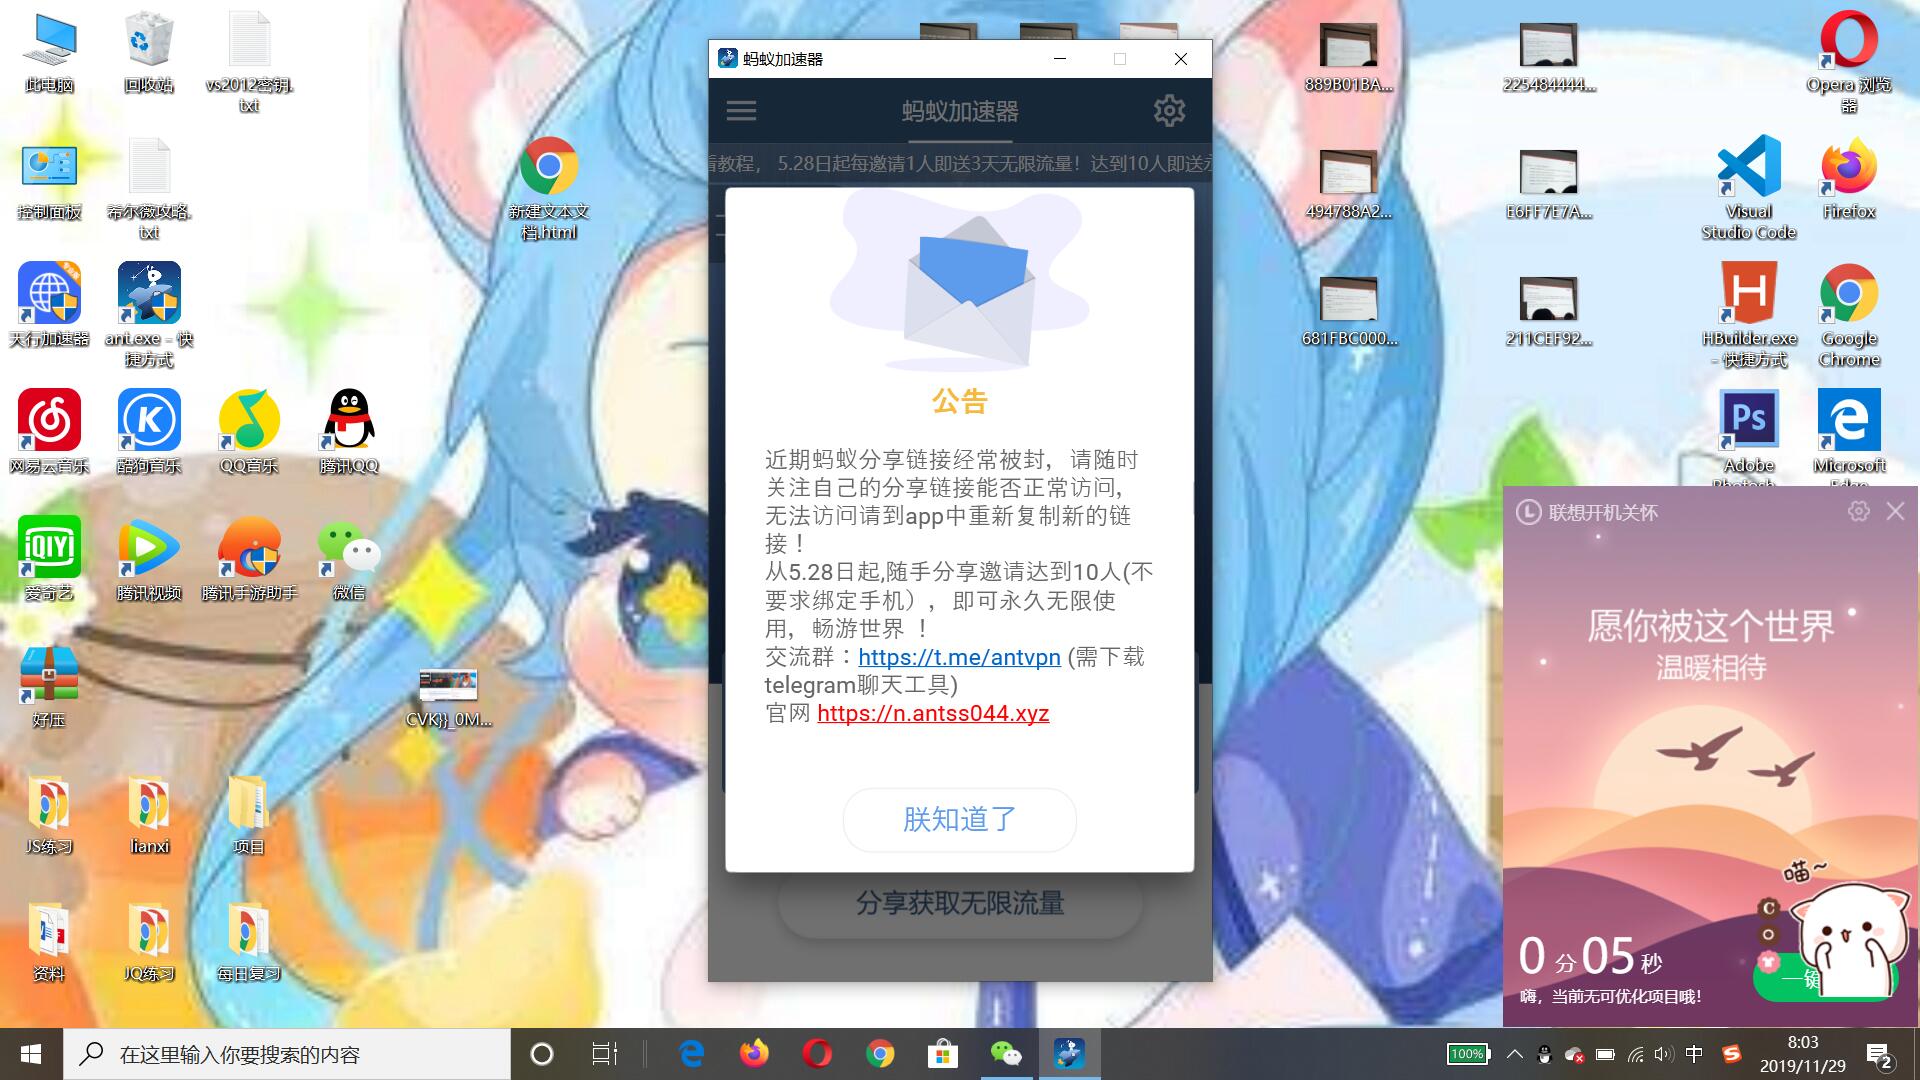 此电脑
回收站
vs2012密钥.
txt
控制面板
希尔薇攻略.
txt
新建文本文
档.html
天行加速器
ant.exe - 快
捷方式
网易云音乐
酷狗音乐
QQ音乐
腾讯QQ
爱奇艺
腾讯视频
腾讯手游助手
微信
好压
CVK}}_0M...
JS练习
lianxi
项目
资料
JQ练习
每日复习
蚂蚁加速器
蚂蚁加速器
教程， 5.28日起每邀请1人即送3天无限流量！达到10人即送
公告
近期蚂蚁分享链接经常被封，请随时
关注自己的分享链接能否正常访问，
无法访问请到app中重新复制新的链
接！
从5.28日起,随手分享邀请达到10人(不
要求绑定手机），即可永久无限使
用，畅游世界 ！
交流群：https://t.me/antvpn (需下载
telegram聊天工具)
官网 https://n.antss044.xyz
朕知道了
分享获取无限流量
889B01BA...
225484444...
Opera 浏览
器
494788A2...
E6FF7E7A...
Visual
Studio Code
Firefox
681FBC000...
211CEF92...
HBuilder.exe
- 快捷方式
Google
Chrome
Adobe
Microsoft
联想开机关怀
愿你被这个世界
温暖相待
喵~
0 分 05 秒
嗨，当前无可优化项目哦！
一键
在这里输入你要搜索的内容
100%
中
8:03
2019/11/29
2